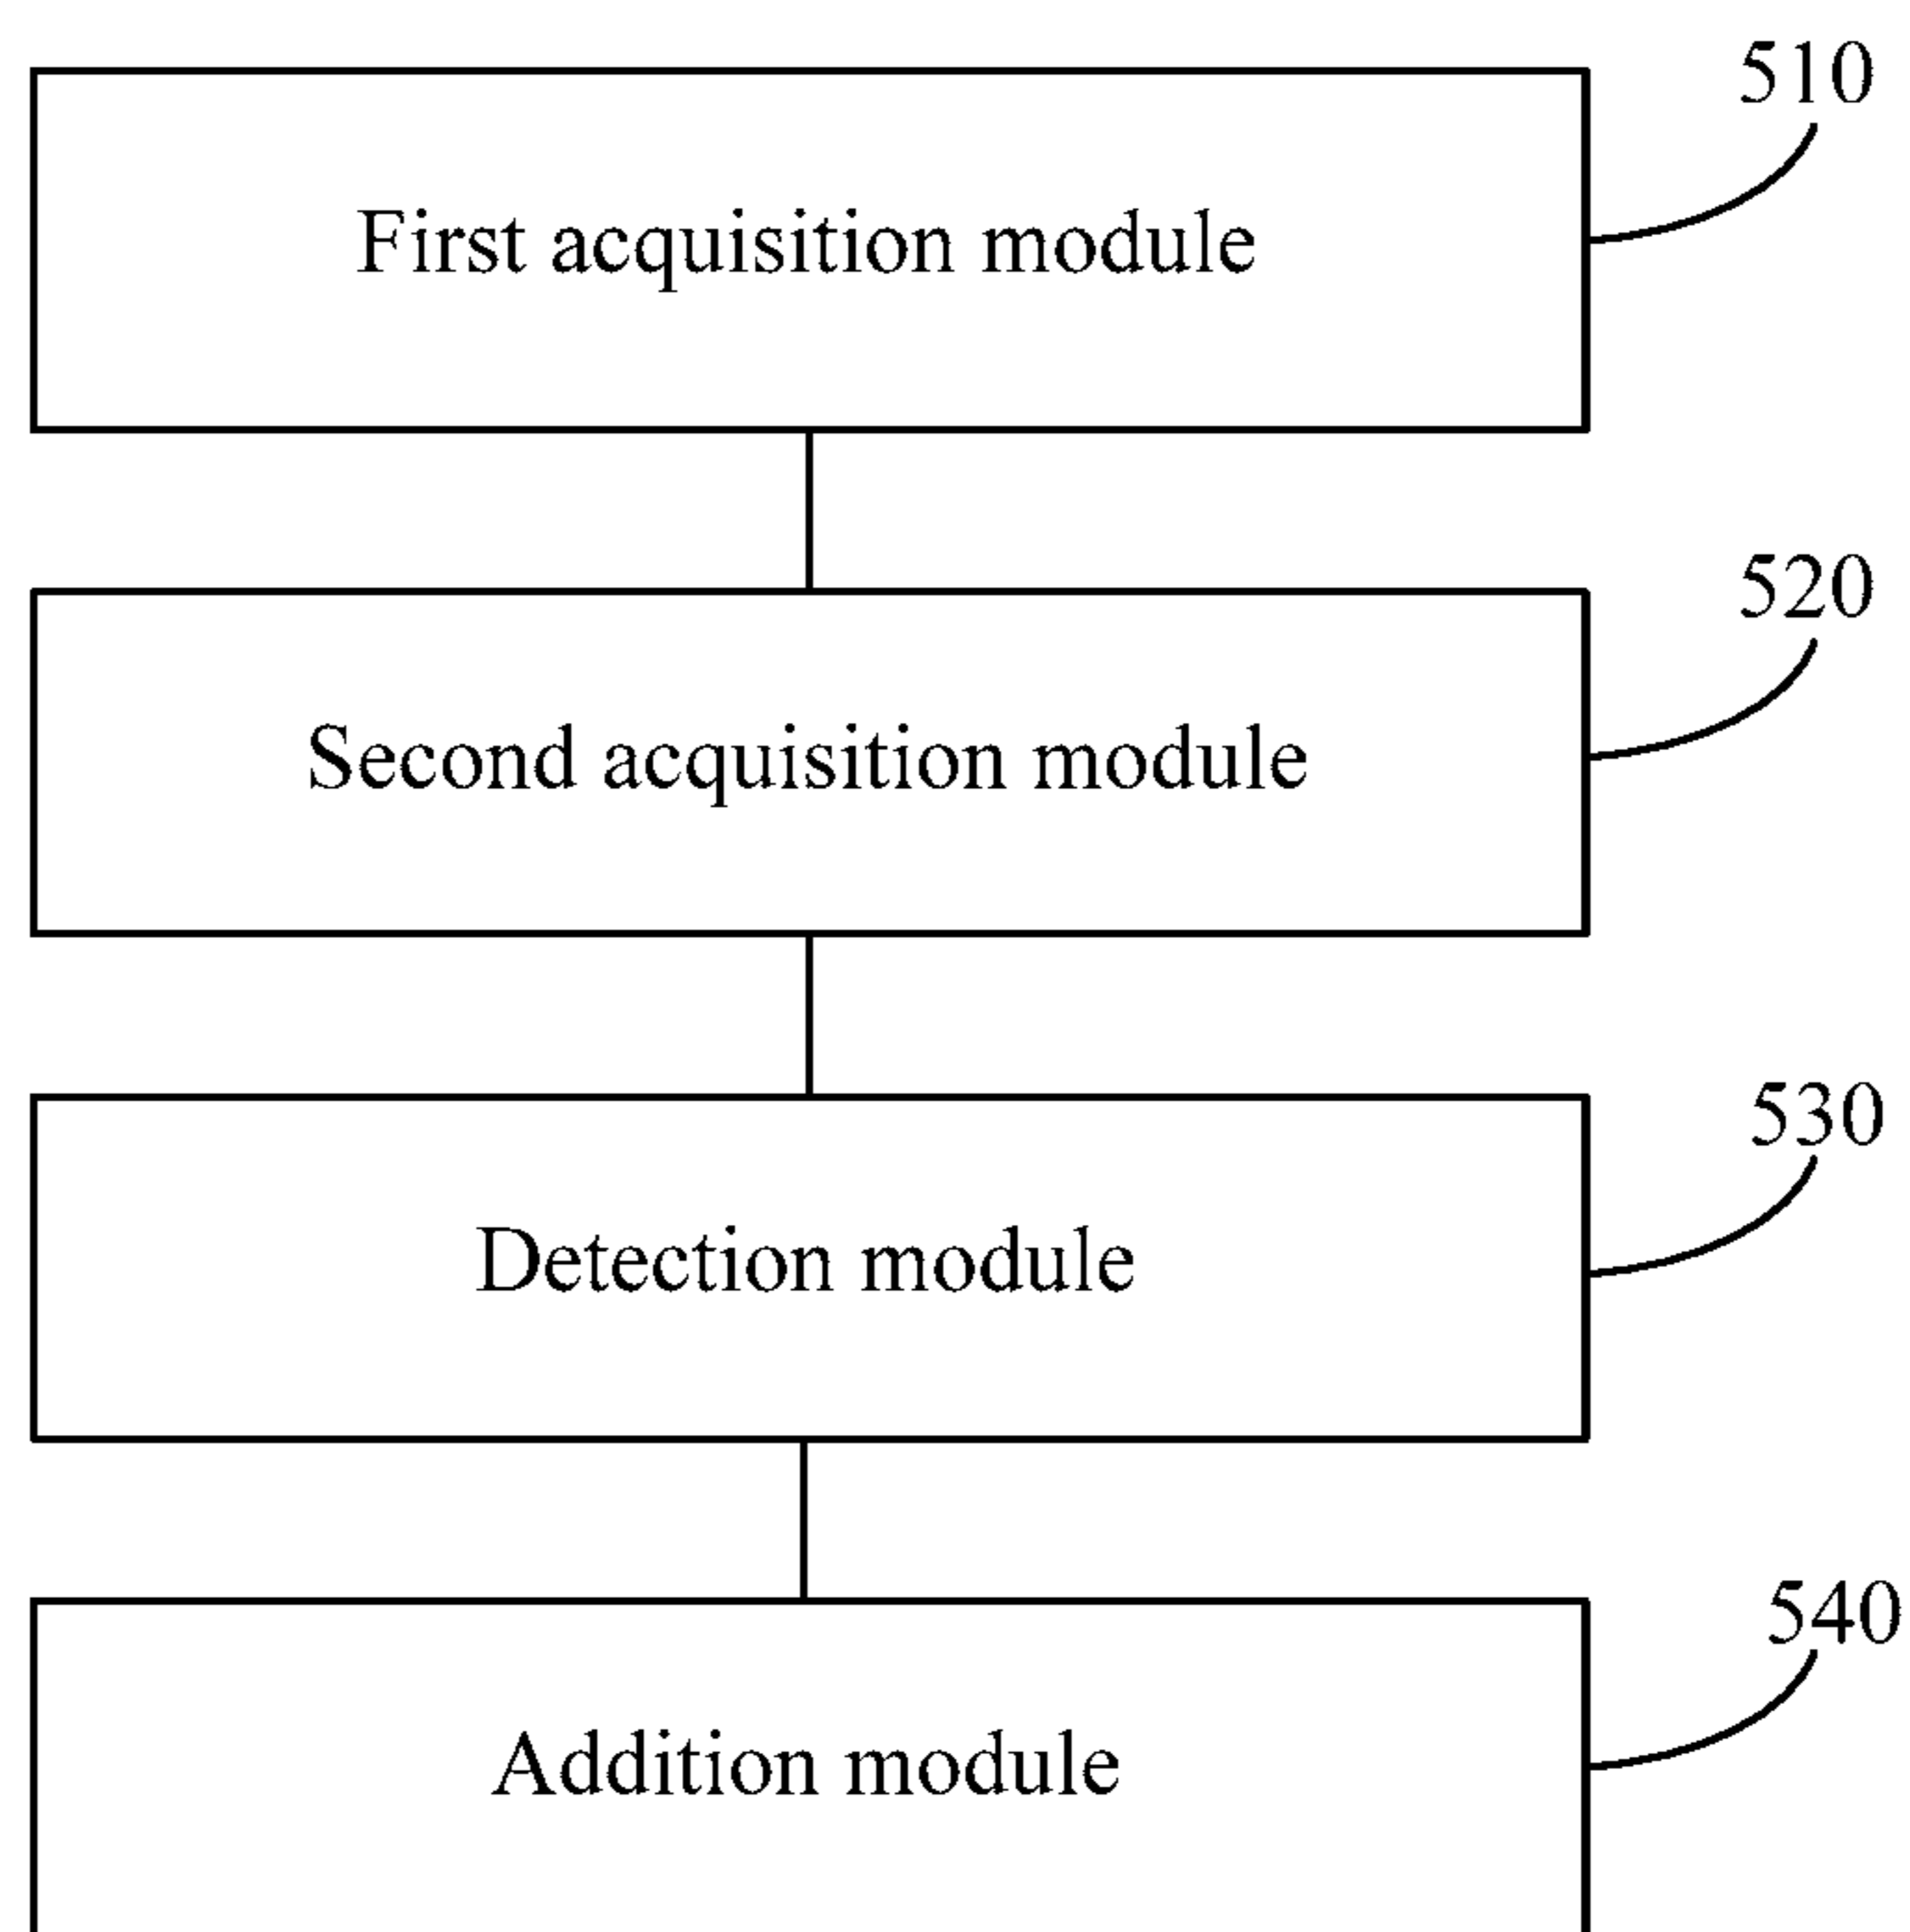 510
First acquisition module
520
Second acquisition module
530
Detection module
540
Addition module